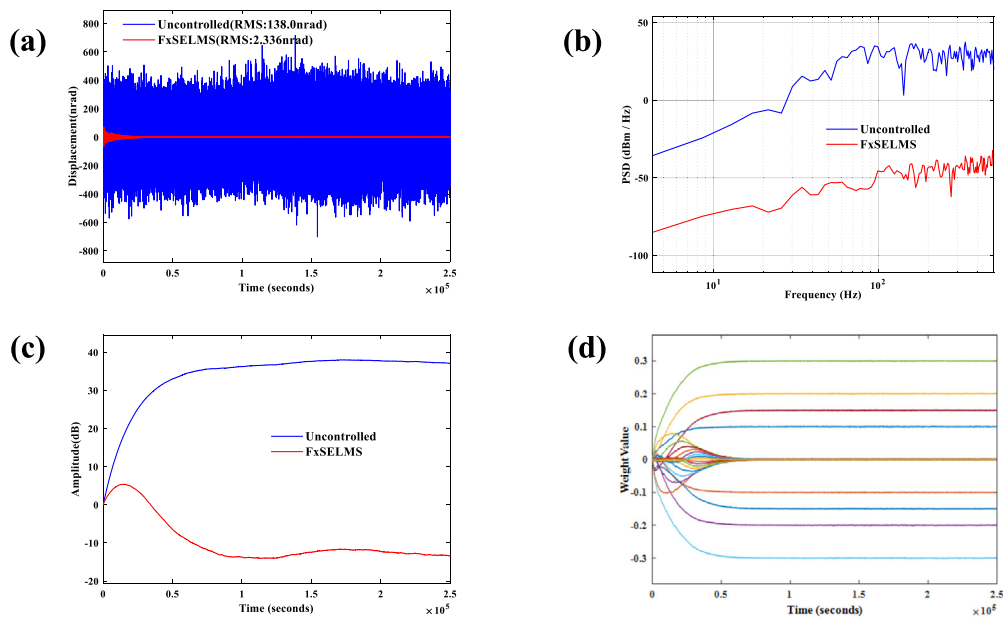 (a)
Uncontrolled(RMS:138.0nrad)
FxSELMS(RMS:2.336nrad)
Displacement(nrad)
800
600
400
200
0
-200
-400
-600
-800
0 0.5 1 1.5 2 2.5
Time (seconds)
×10⁵
(b)
PSD (dBm / Hz)
50
0
-50
-100
Uncontrolled
FxSELMS
10¹ 10²
Frequency (Hz)
(c)
Amplitude(dB)
40
30
20
10
0
-10
-20
Uncontrolled
FxSELMS
0 0.5 1 1.5 2 2.5
Time (seconds)
×10⁵
(d)
Weight Value
0.3
0.2
0.1
0
-0.1
-0.2
-0.3
0 0.5 1 1.5 2 2.5
Time (seconds)
×10⁵